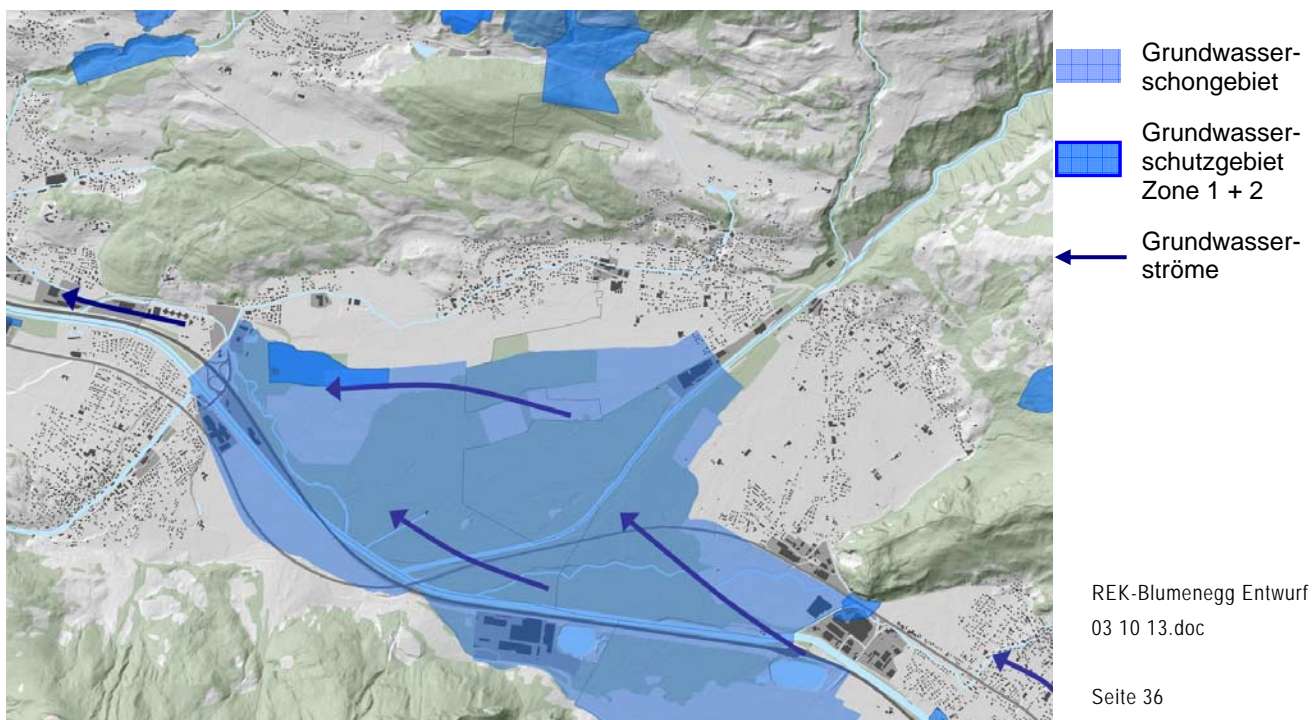 Grundwasser-
schongebiet
Grundwasser-
schutzgebiet
Zone 1 + 2
Grundwasser-
ströme
REK-Blumenegg Entwurf
03 10 13.doc
Seite 36